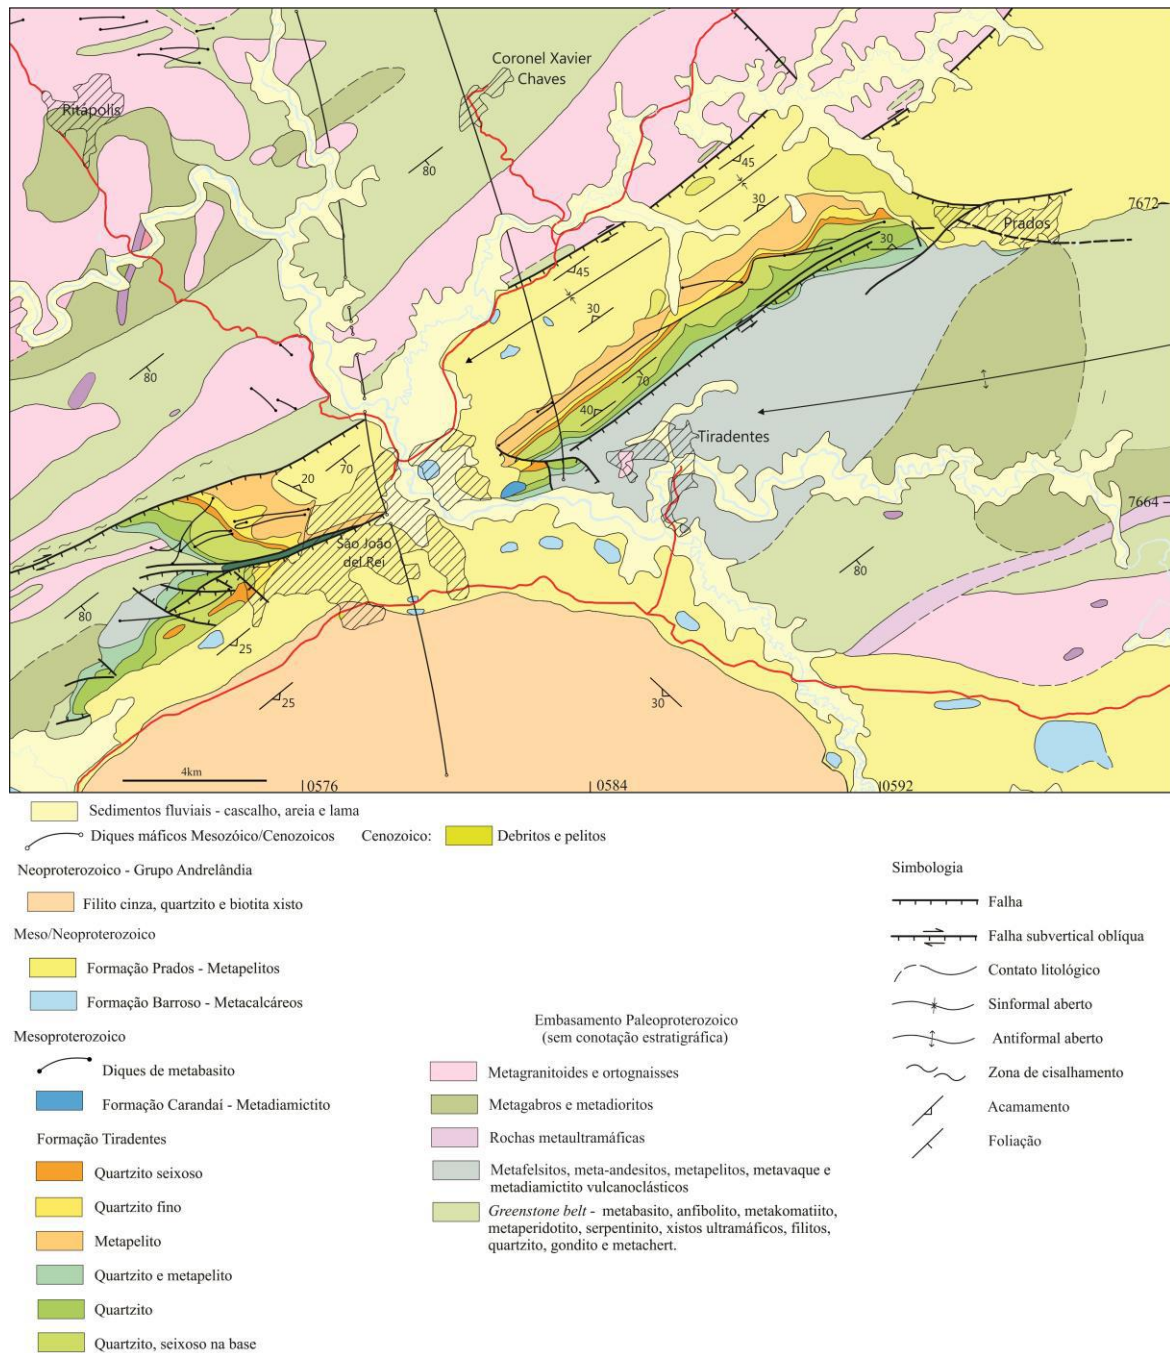 Coronel Xavier
Chaves
Ritápolis
45
80
30
7672
Prados
30
45
30
80
70
40
Tiradentes
20
70
7664
São João
del Rei
80
80
25
25
30
4km
0576
0584
0592
Sedimentos fluviais - cascalho, areia e lama
Diques máficos Mesozóico/Cenozoicos
Cenozoico:
Debritos e pelitos
Neoproterozoico - Grupo Andrelândia
Filito cinza, quartzito e biotita xisto
Meso/Neoproterozoico
Formação Prados - Metapelitos
Formação Barroso - Metacalcáreos
Mesoproterozoico
Diques de metabasito
Formação Carandaí - Metadiamictito
Formação Tiradentes
Quartzito seixoso
Quartzito fino
Metapelito
Quartzito e metapelito
Quartzito
Quartzito, seixoso na base
Embasamento Paleoproterozoico
(sem conotação estratigráfica)
Metagranitoides e ortognaisses
Metagabros e metadioritos
Rochas metaultramáficas
Metafelsitos, meta-andesitos, metapelitos, metavaque e
metadiamictito vulcanoclásticos
Greenstone belt - metabasito, anfibolito, metakomatiito,
metaperidotito, serpentinito, xistos ultramáficos, filitos,
quartzito, gondito e metachert.
Simbologia
Falha
Falha subvertical oblíqua
Contato litológico
Sinformal aberto
Antiformal aberto
Zona de cisalhamento
Acamamento
Foliação